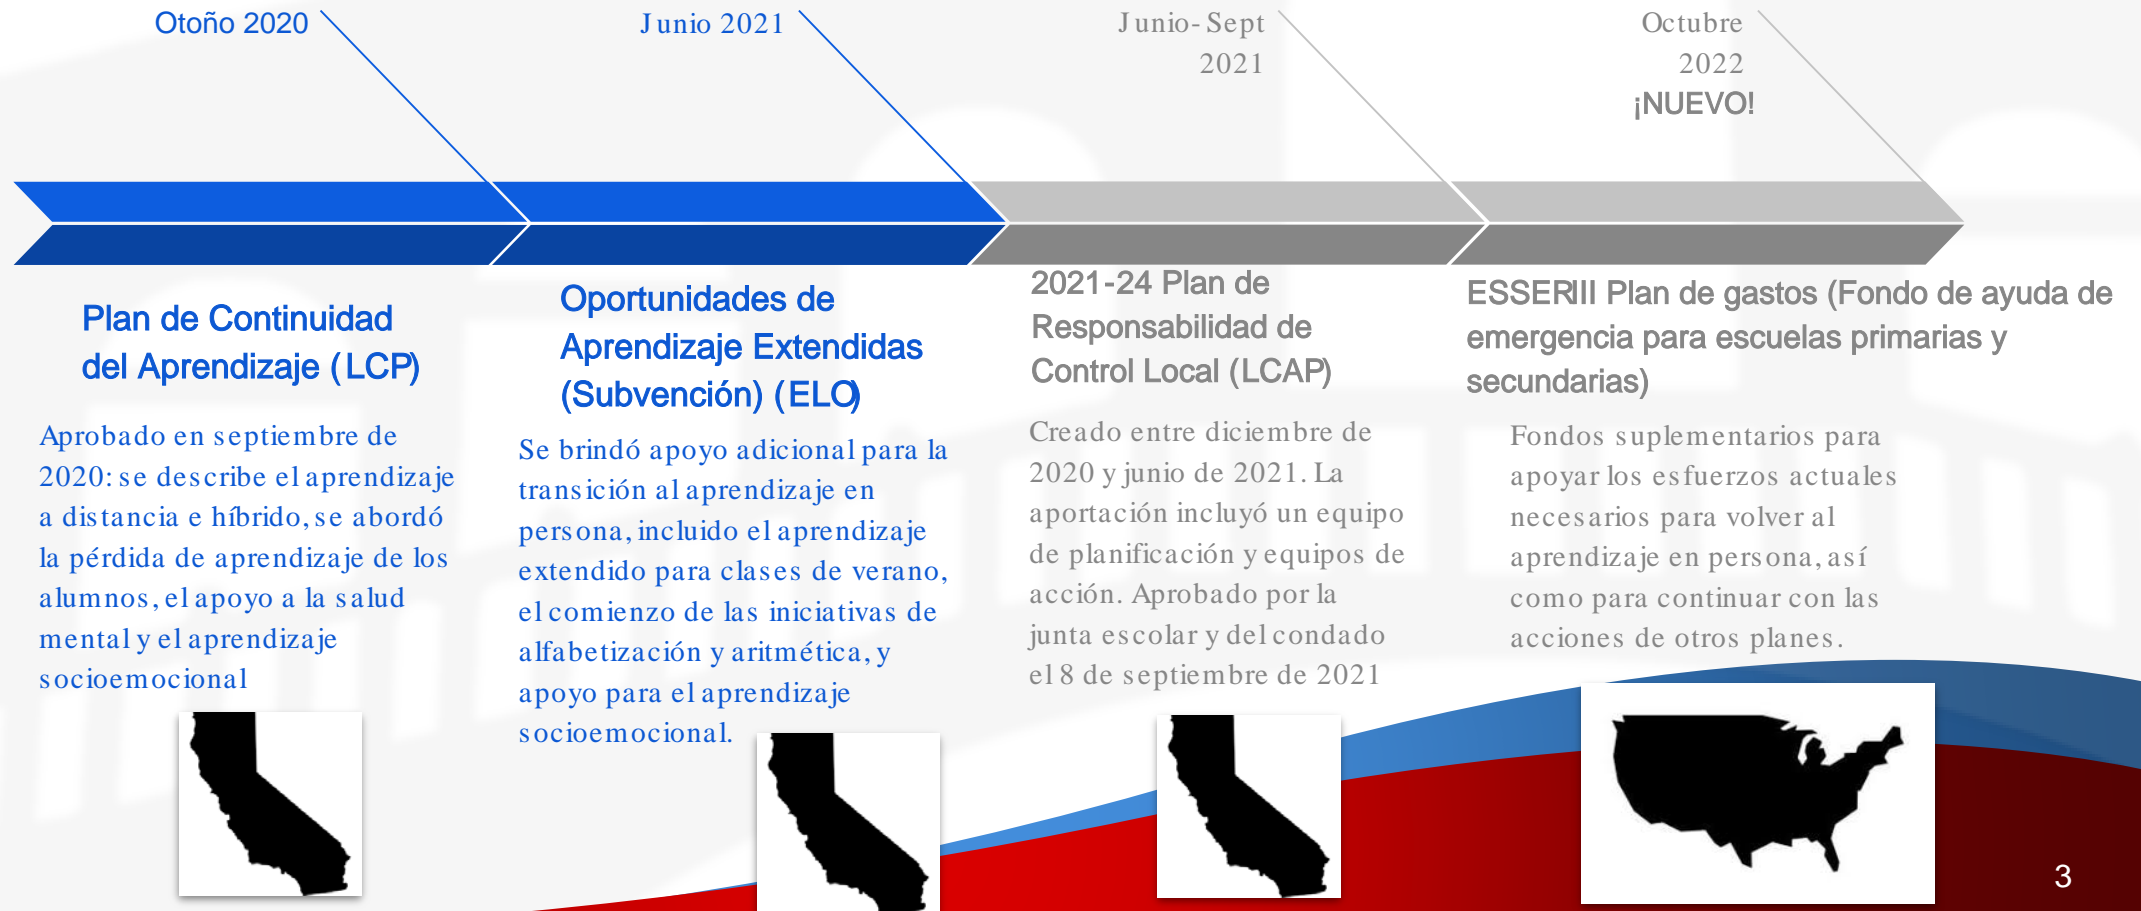 Otoño 2020
Junio 2021
Junio-Sept
2021
Octubre
2022
¡NUEVO!
Plan de Continuidad
del Aprendizaje (LCP)
Aprobado en septiembre de
2020: se describe el aprendizaje
a distancia e híbrido, se abordó
la pérdida de aprendizaje de los
alumnos, el apoyo a la salud
mental y el aprendizaje
socioemocional
Oportunidades de
Aprendizaje Extendidas
(Subvención) (ELO)
Se brindó apoyo adicional para la
transición al aprendizaje en
persona, incluido el aprendizaje
extendido para clases de verano,
el comienzo de las iniciativas de
alfabetización y aritmética, y
apoyo para el aprendizaje
socioemocional.
2021-24 Plan de
Responsabilidad de
Control Local (LCAP)
Creado entre diciembre de
2020 y junio de 2021. La
aportación incluyó un equipo
de planificación y equipos de
acción. Aprobado por la
junta escolar y del condado
el 8 de septiembre de 2021
ESSERIII Plan de gastos (Fondo de ayuda de
emergencia para escuelas primarias y
secundarias)
Fondos suplementarios para
apoyar los esfuerzos actuales
necesarios para volver al
aprendizaje en persona, así
como para continuar con las
acciones de otros planes.
3